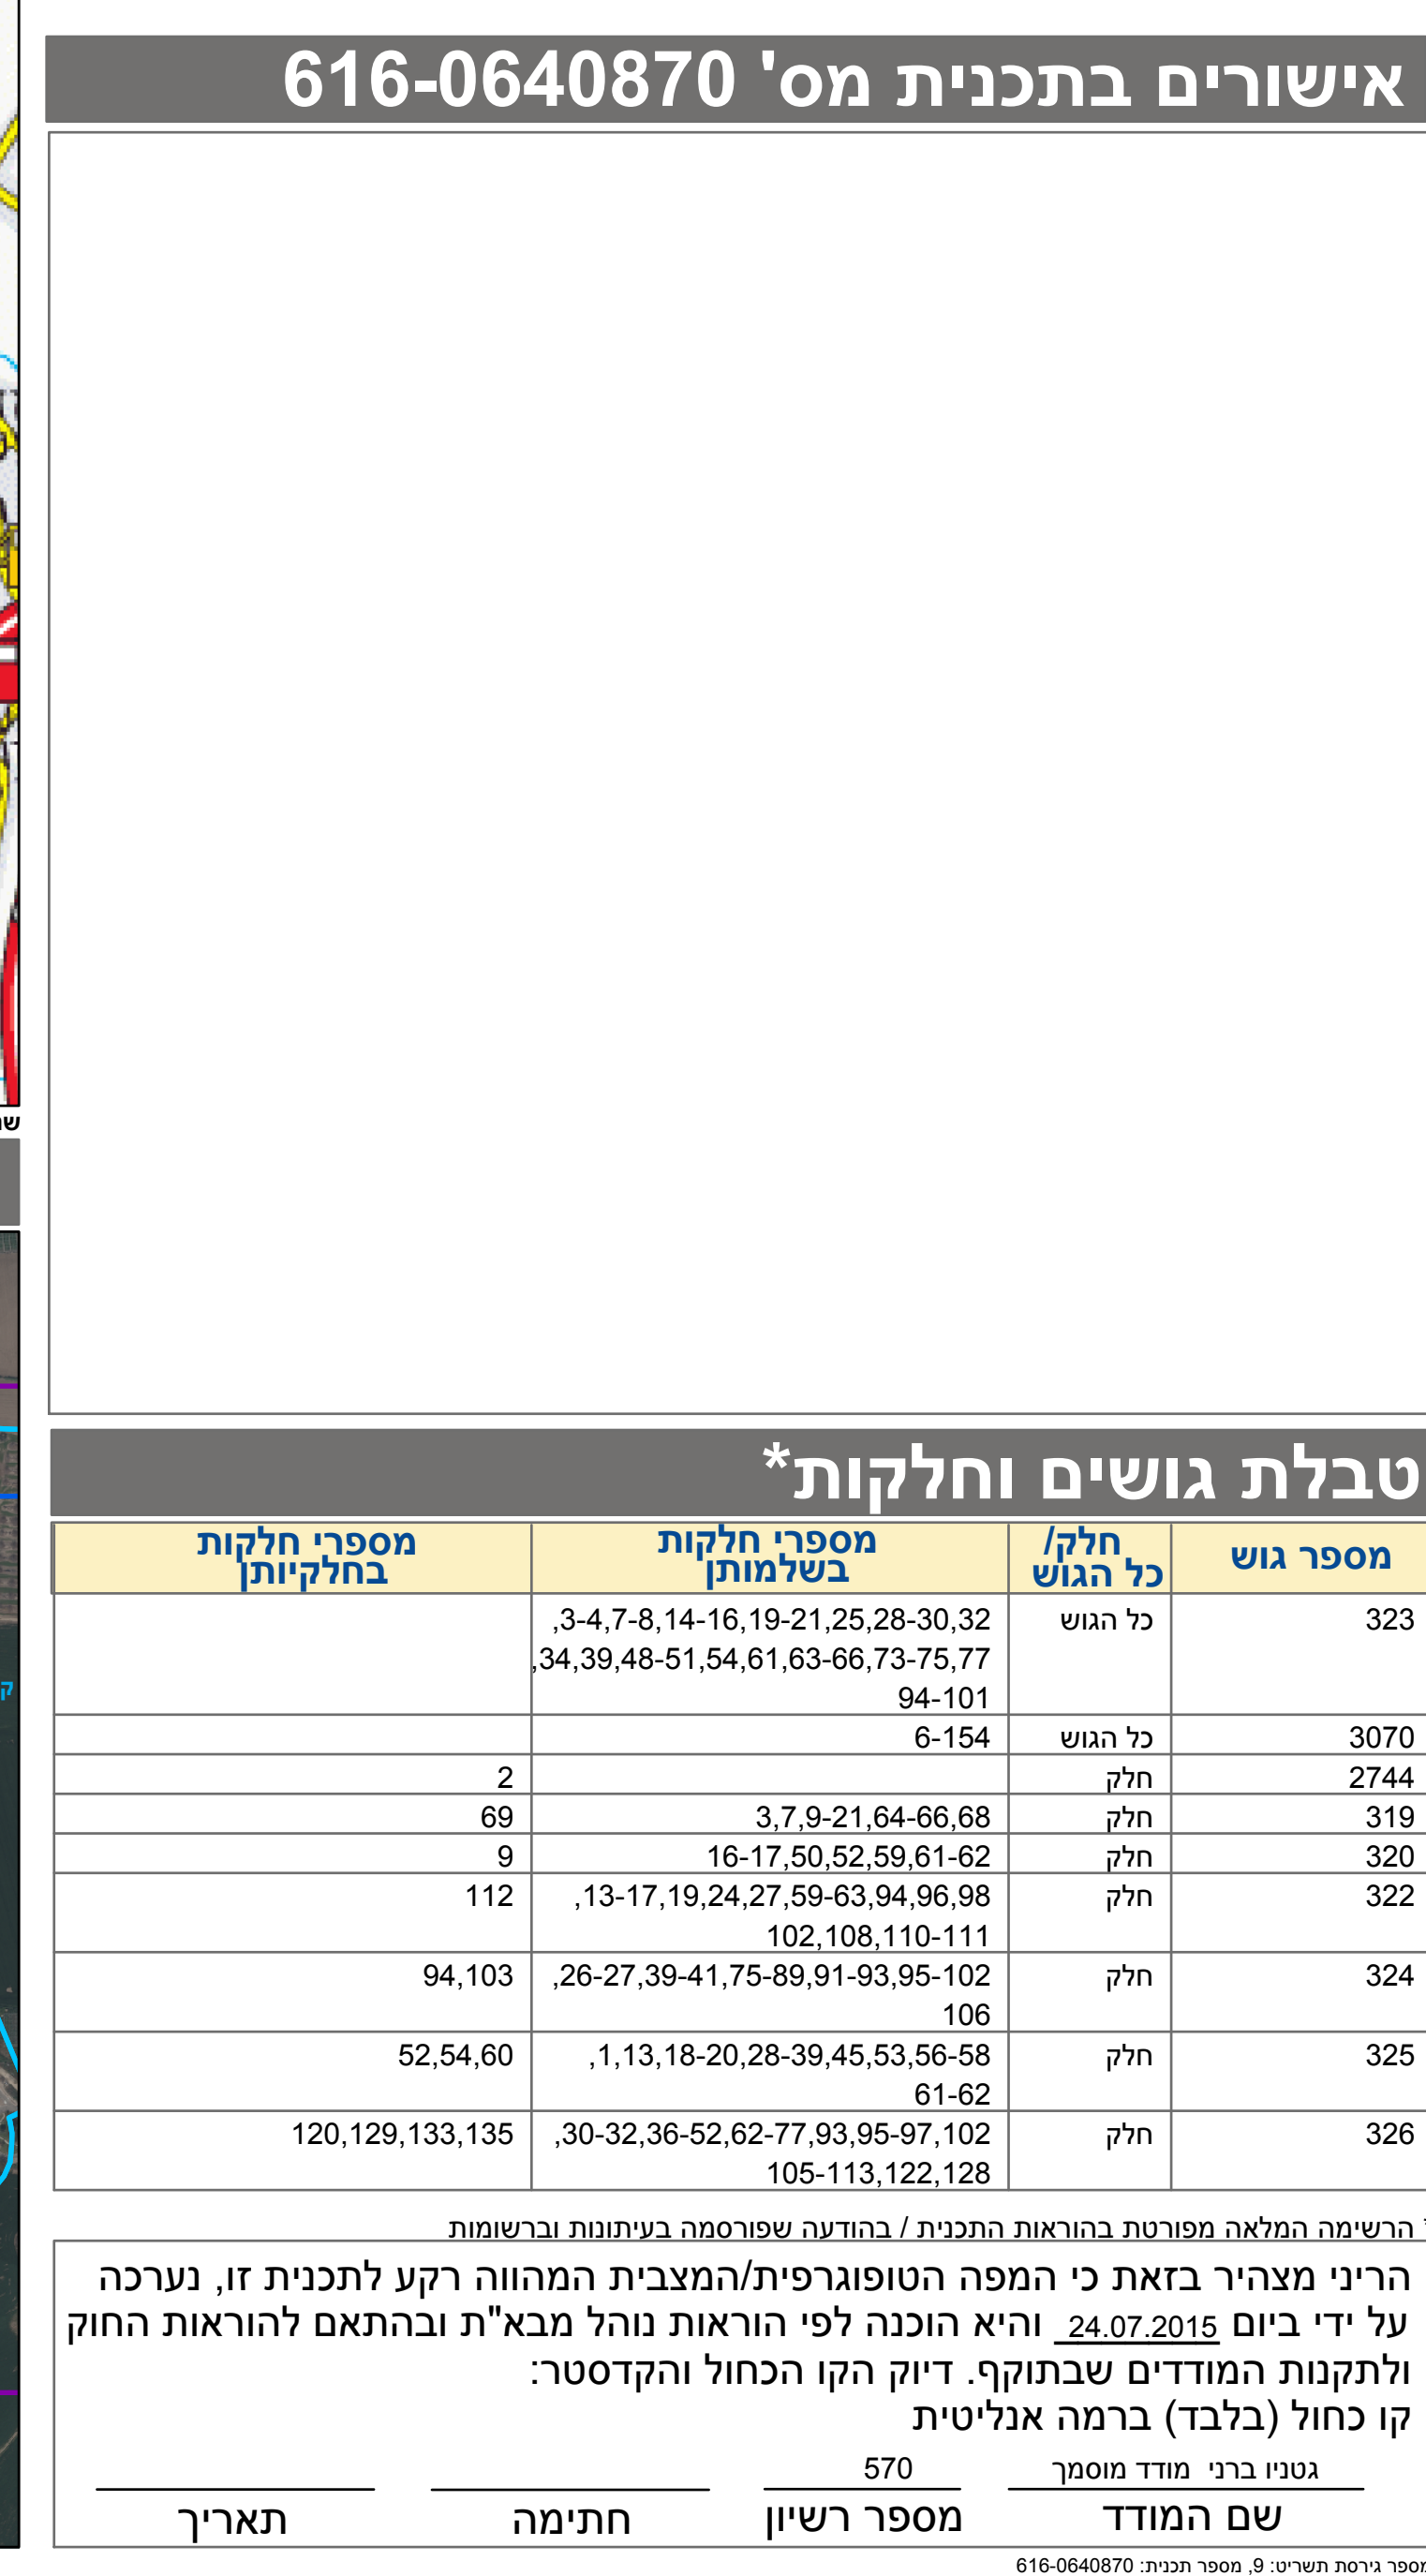 אישורים בתכנית מס' 616-0640870
טבלת גושים וחלקות*
מספר גוש	חלק/ כל הגוש	מספרי חלקות בשלמותן	מספרי חלקות בחלקיותן
323	כל הגוש	3-4,7-8,14-16,19-21,25,28-30,32,
34,39,48-51,54,61,63-66,73-75,77,
94-101
3070	כל הגוש	6-154
2744	חלק		2
319	חלק	3,7,9-21,64-66,68	69
320	חלק	16-17,50,52,59,61-62	9
322	חלק	13-17,19,24,27,59-63,94,96,98,	112
102,108,110-111
324	חלק	26-27,39-41,75-89,91-93,95-102,	94,103
106
325	חלק	1,13,18-20,28-39,45,53,56-58,	52,54,60
61-62
326	חלק	30-32,36-52,62-77,93,95-97,102,	120,129,133,135
105-113,122,128
* הרשימה המלאה מפורטת בהוראות התכנית / בהודעה שפורסמה בעיתונות וברשומות
הריני מצהיר בזאת כי המפה הטופוגרפית/המצבית המהווה רקע לתכנית זו, נערכה
על ידי ביום 24.07.2015 והיא הוכנה לפי הוראות נוהל מבא"ת ובהתאם להוראות החוק
ולתקנות המודדים שבתוקף. דיוק הקו הכחול והקדסטר:
קו כחול (בלבד) ברמה אנליטית
גטניו ברני מודד מוסמך	570
שם המודד	מספר רשיון	חתימה	תאריך
מספר גירסת תשריט: 9, מספר תכנית: 616-0640870